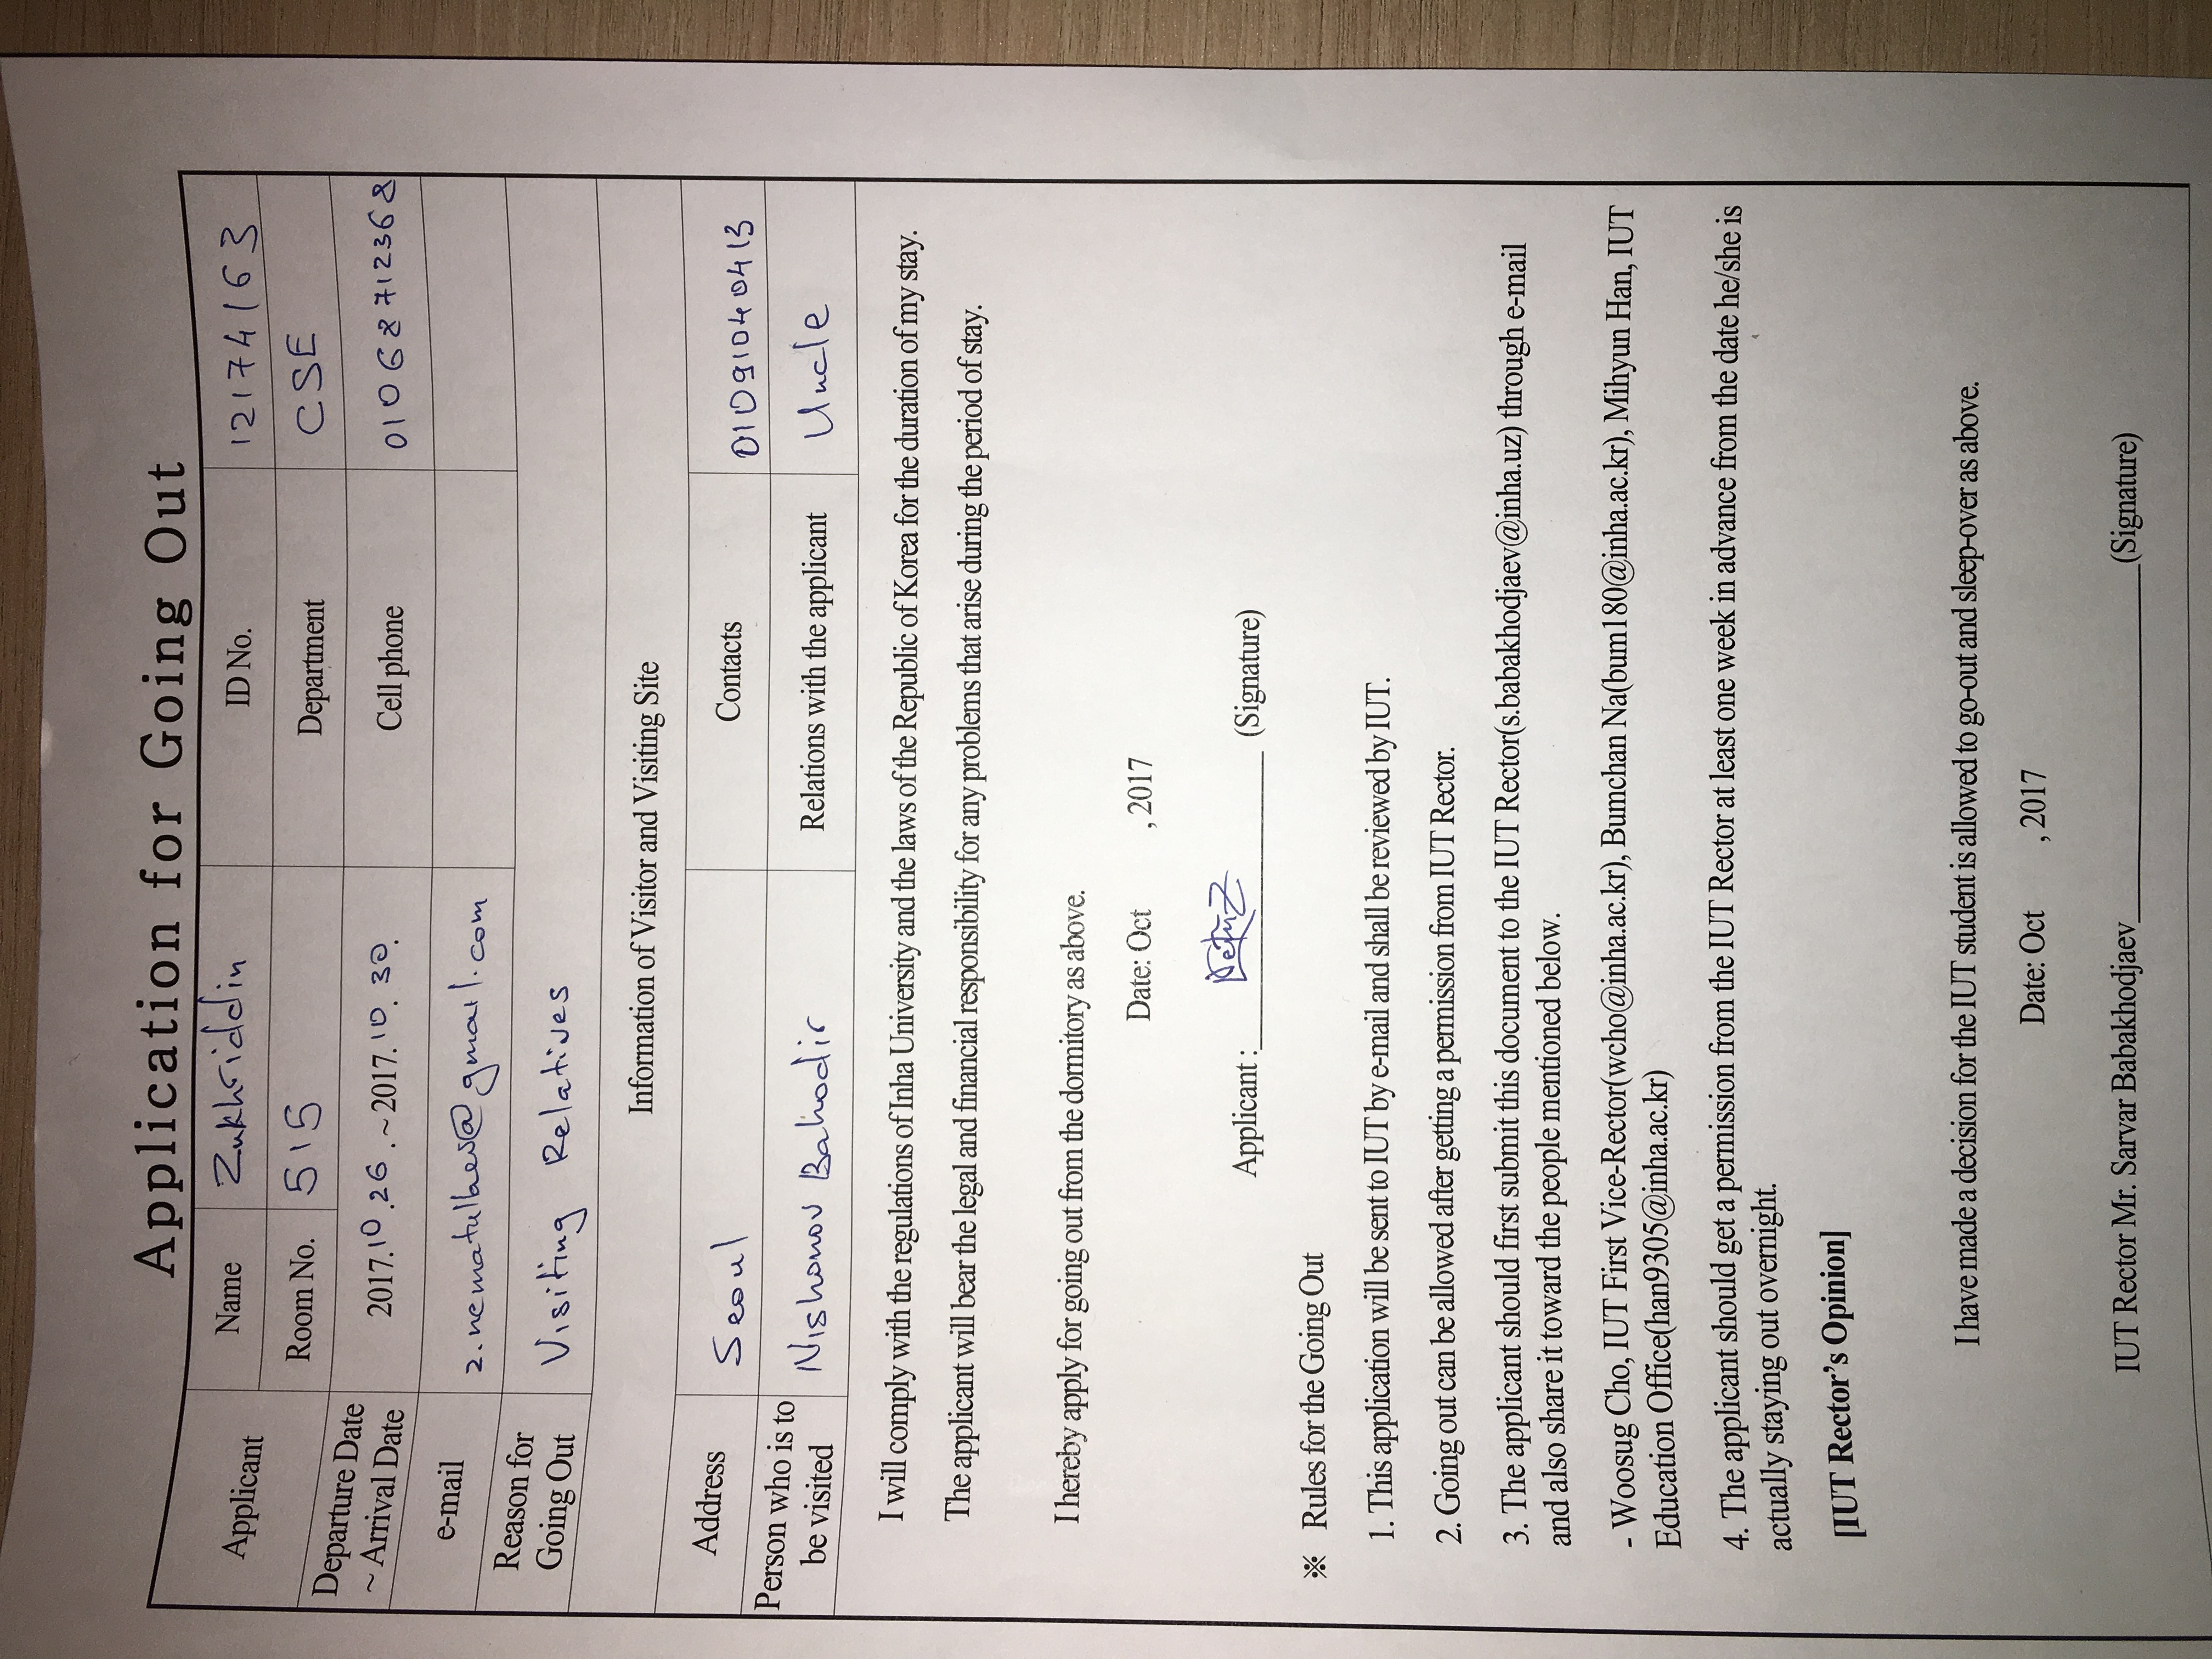 Application for Going Out
Applicant Name Zukhriddin ID No. 12174163
Room No. 515 Department CSE
Departure Date
~ Arrival Date 2017.10.26.~2017.10.30. Cell phone 01068712368
e-mail z.nematulbaev@gmail.com
Reason for
Going Out Visiting Relatives
Information of Visitor and Visiting Site
Address Seoul Contacts 01091040413
Person who is to
be visited Nishonov Bahodir Relations with the applicant Uncle
I will comply with the regulations of Inha University and the laws of the Republic of Korea for the duration of my stay.
The applicant will bear the legal and financial responsibility for any problems that arise during the period of stay.
I hereby apply for going out from the dormitory as above.
Date: Oct , 2017
Applicant : (Signature)
※ Rules for the Going Out
1. This application will be sent to IUT by e-mail and shall be reviewed by IUT.
2. Going out can be allowed after getting a permission from IUT Rector.
3. The applicant should first submit this document to the IUT Rector(s.babakhodjaev@inha.uz) through e-mail
and also share it toward the people mentioned below.
- Woosug Cho, IUT First Vice-Rector(wcho@inha.ac.kr), Bumchan Na(bum180@inha.ac.kr), Mihyun Han, IUT
Education Office(han9305@inha.ac.kr)
4. The applicant should get a permission from the IUT Rector at least one week in advance from the date he/she is
actually staying out overnight.
[IUT Rector's Opinion]
I have made a decision for the IUT student is allowed to go-out and sleep-over as above.
Date: Oct , 2017
IUT Rector Mr. Sarvar Babakhodjaev (Signature)